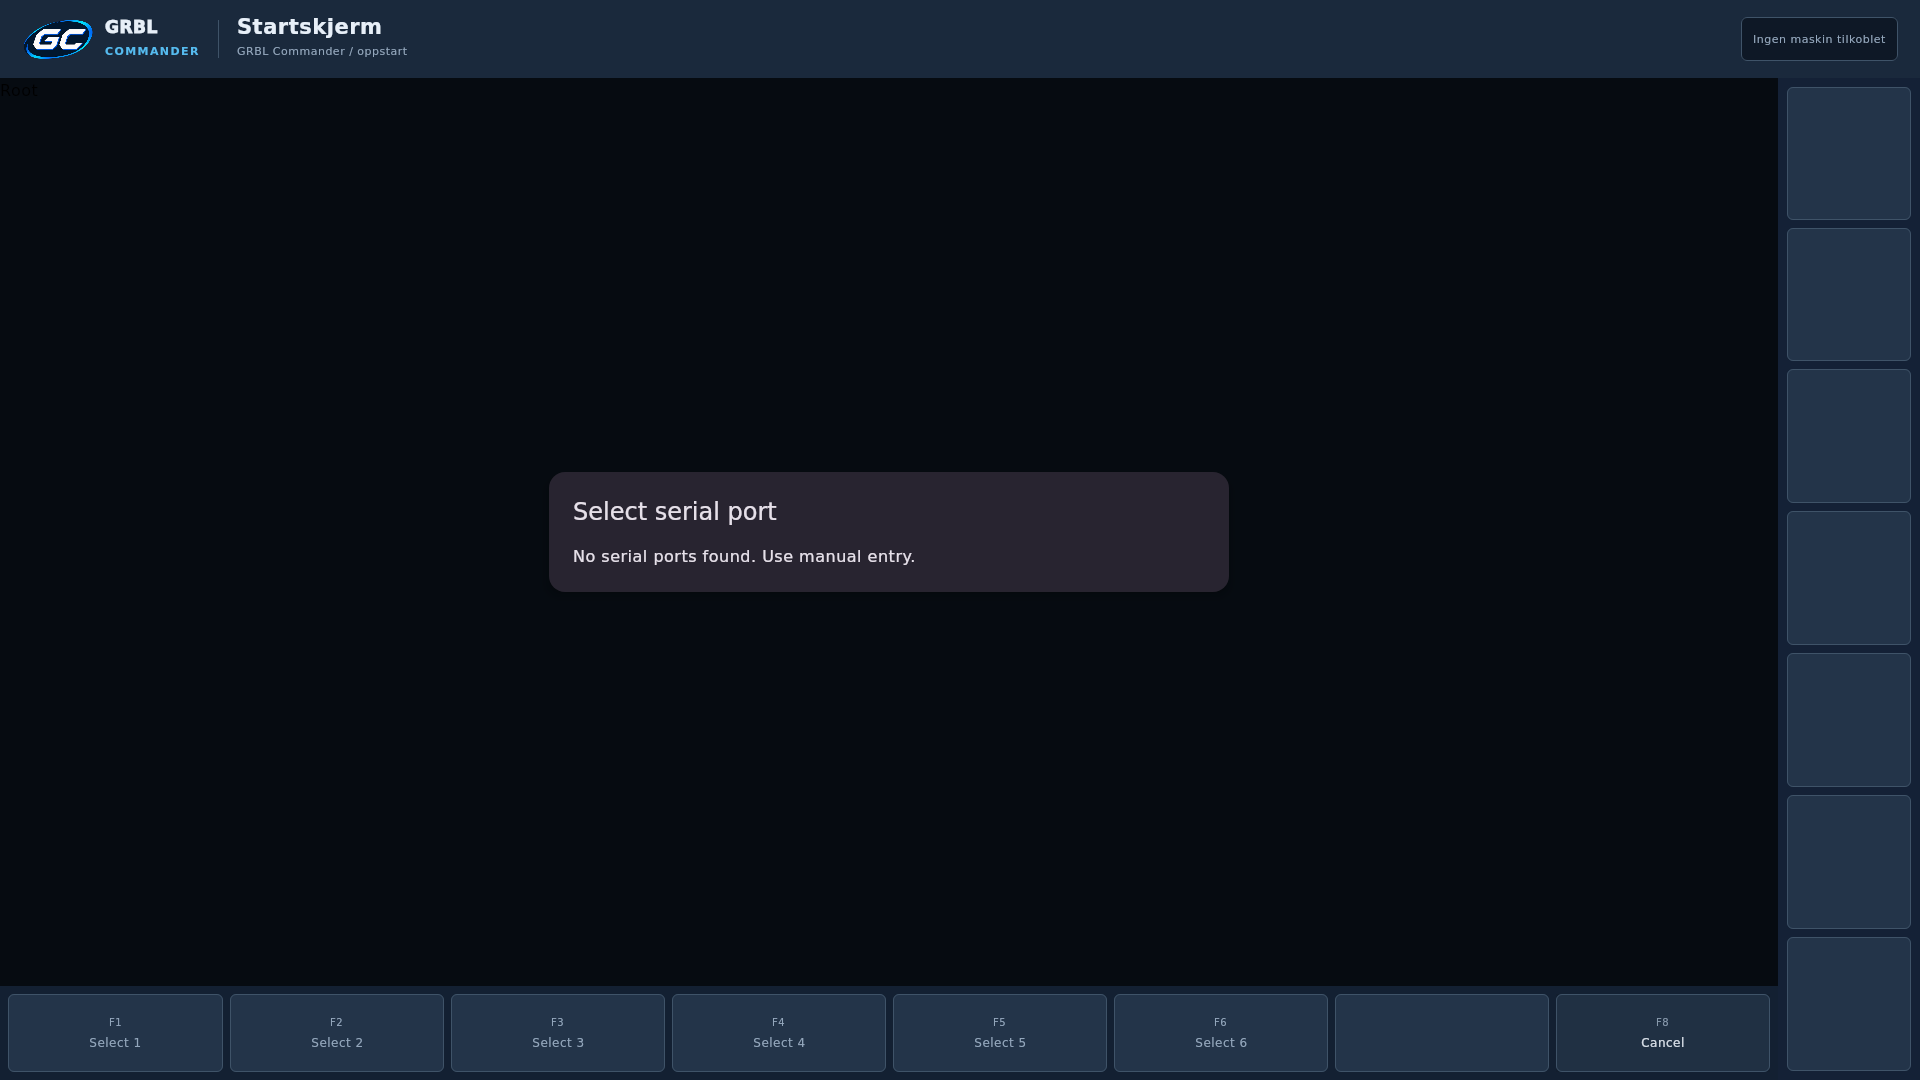 GC
GRBL
COMMANDER
Startskjerm
GRBL Commander / oppstart
Ingen maskin tilkoblet
Root
Select serial port
No serial ports found. Use manual entry.
F1
Select 1
F2
Select 2
F3
Select 3
F4
Select 4
F5
Select 5
F6
Select 6
F8
Cancel